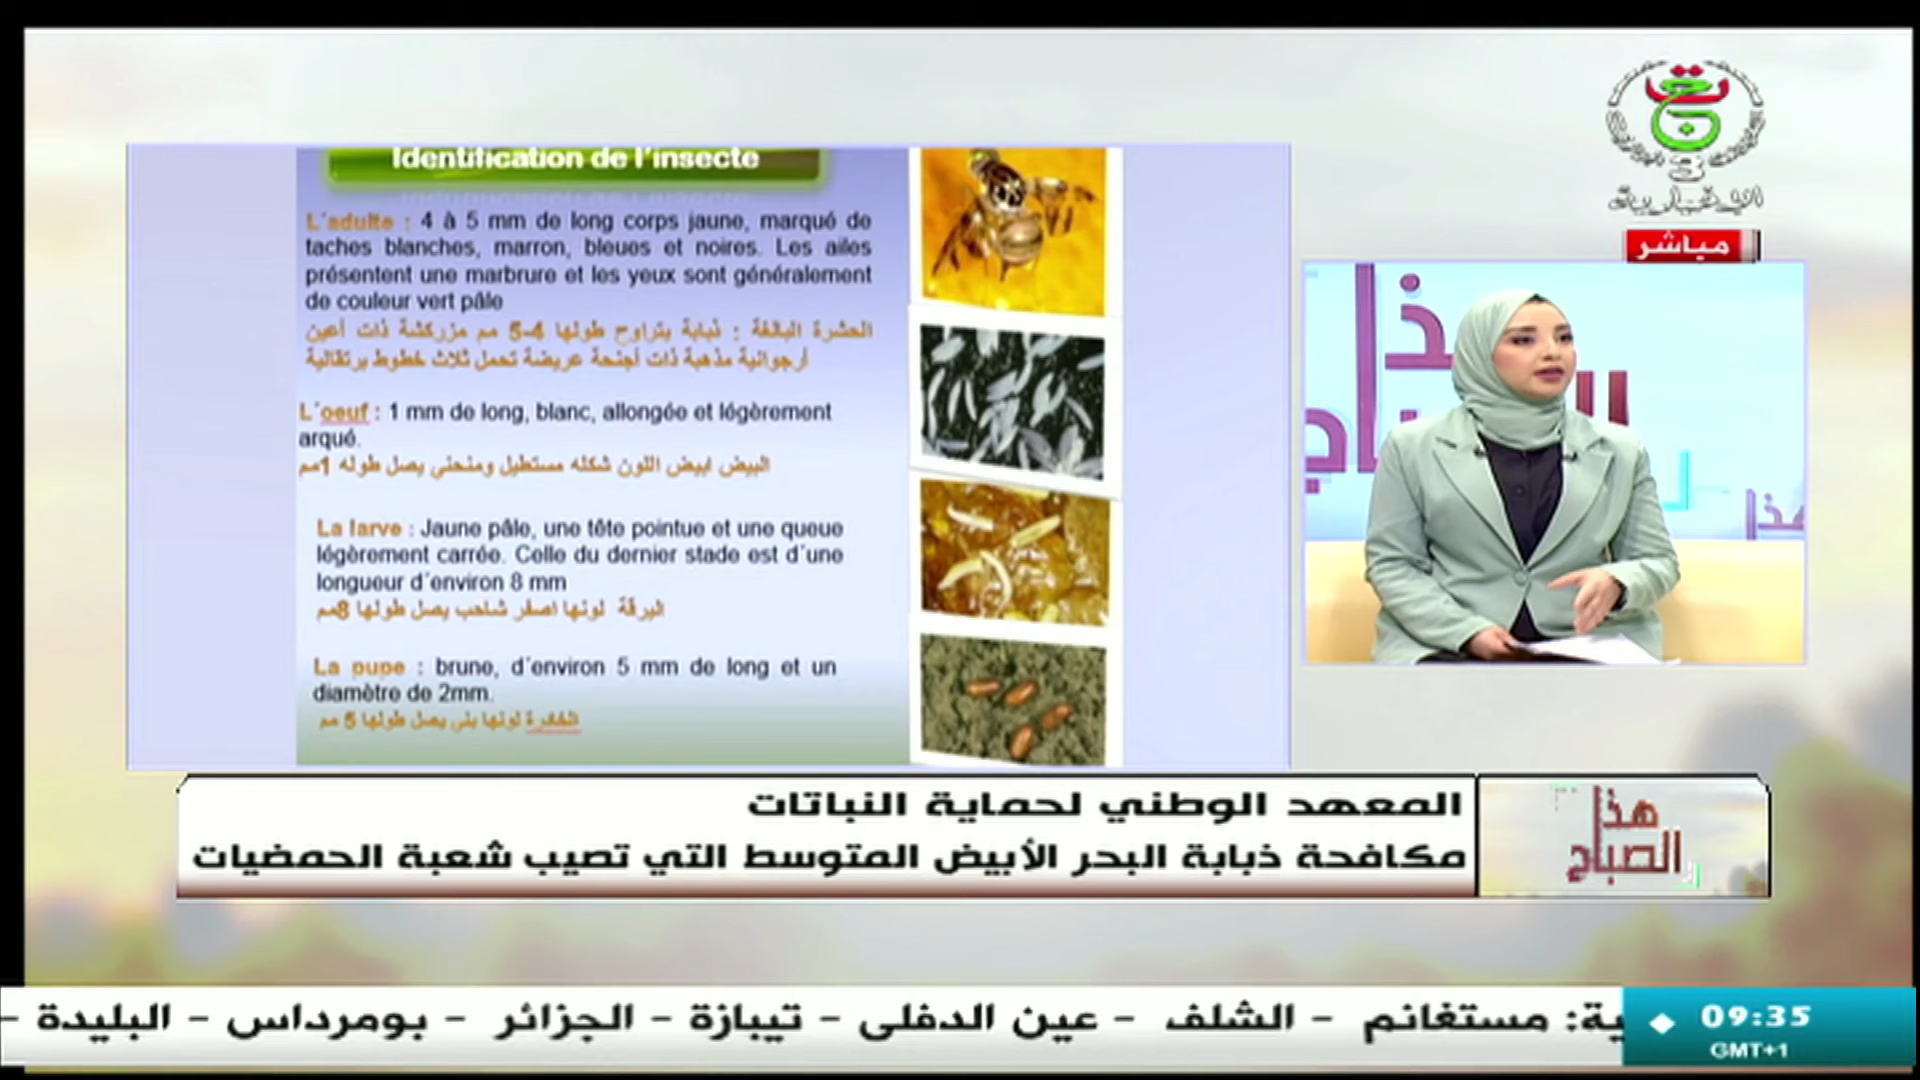 Identification de l'insecte
L'adulte : 4 à 5 mm de long corps jaune, marqué de
taches blanches, marron, bleues et noires. Les ailes
présentent une marbrure et les yeux sont généralement
de couleur vert pâle
الحشرة البالغة : ذبابة يتراوح طولها 4-5 مم مزركشة ذات أعين
أرجوانية مذهبة ذات أجنحة عريضة تحمل ثلاث خطوط برتقالية
L'oeuf : 1 mm de long, blanc, allongée et légèrement
arqué.
البيض ابيض اللون شكله مستطيل ومنحني يصل طوله 1مم
La larve : Jaune pâle, une tête pointue et une queue
légèrement carrée. Celle du dernier stade est d'une
longueur d'environ 8 mm
اليرقة لونها اصفر شاحب يصل طولها 8مم
La pupe : brune, d'environ 5 mm de long et un
diamètre de 2mm.
الخادرة لونها بني يصل طولها 5 مم
الإخبارية
مباشر
هذا
المعهد الوطني لحماية النباتات
مكافحة ذبابة البحر الأبيض المتوسط التي تصيب شعبة الحمضيات
هذا
الصباح
ية: مستغانم - الشلف - عين الدفلى - تيبازة - الجزائر - بومرداس - البليدة -
09:35
GMT+1